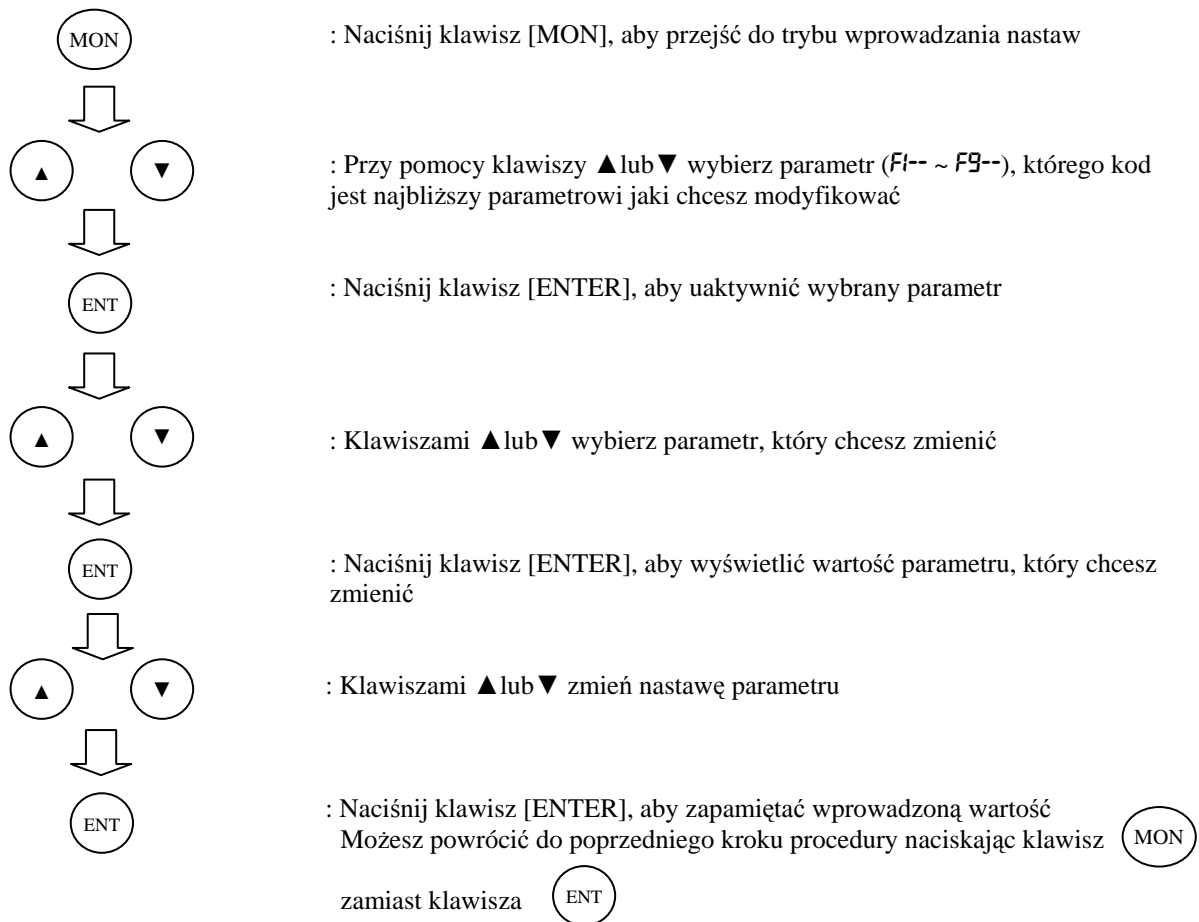 MON : Naciśnij klawisz [MON], aby przejść do trybu wprowadzania nastaw
▲ ▼ : Przy pomocy klawiszy ▲lub▼ wybierz parametr (F1-- ~ F9--), którego kod
jest najbliższy parametrowi jaki chcesz modyfikować
ENT : Naciśnij klawisz [ENTER], aby uaktywnić wybrany parametr
▲ ▼ : Klawiszami ▲lub▼ wybierz parametr, który chcesz zmienić
ENT : Naciśnij klawisz [ENTER], aby wyświetlić wartość parametru, który chcesz
zmienić
▲ ▼ : Klawiszami ▲lub▼ zmień nastawę parametru
ENT : Naciśnij klawisz [ENTER], aby zapamiętać wprowadzoną wartość
Możesz powrócić do poprzedniego kroku procedury naciskając klawisz MON
zamiast klawisza ENT